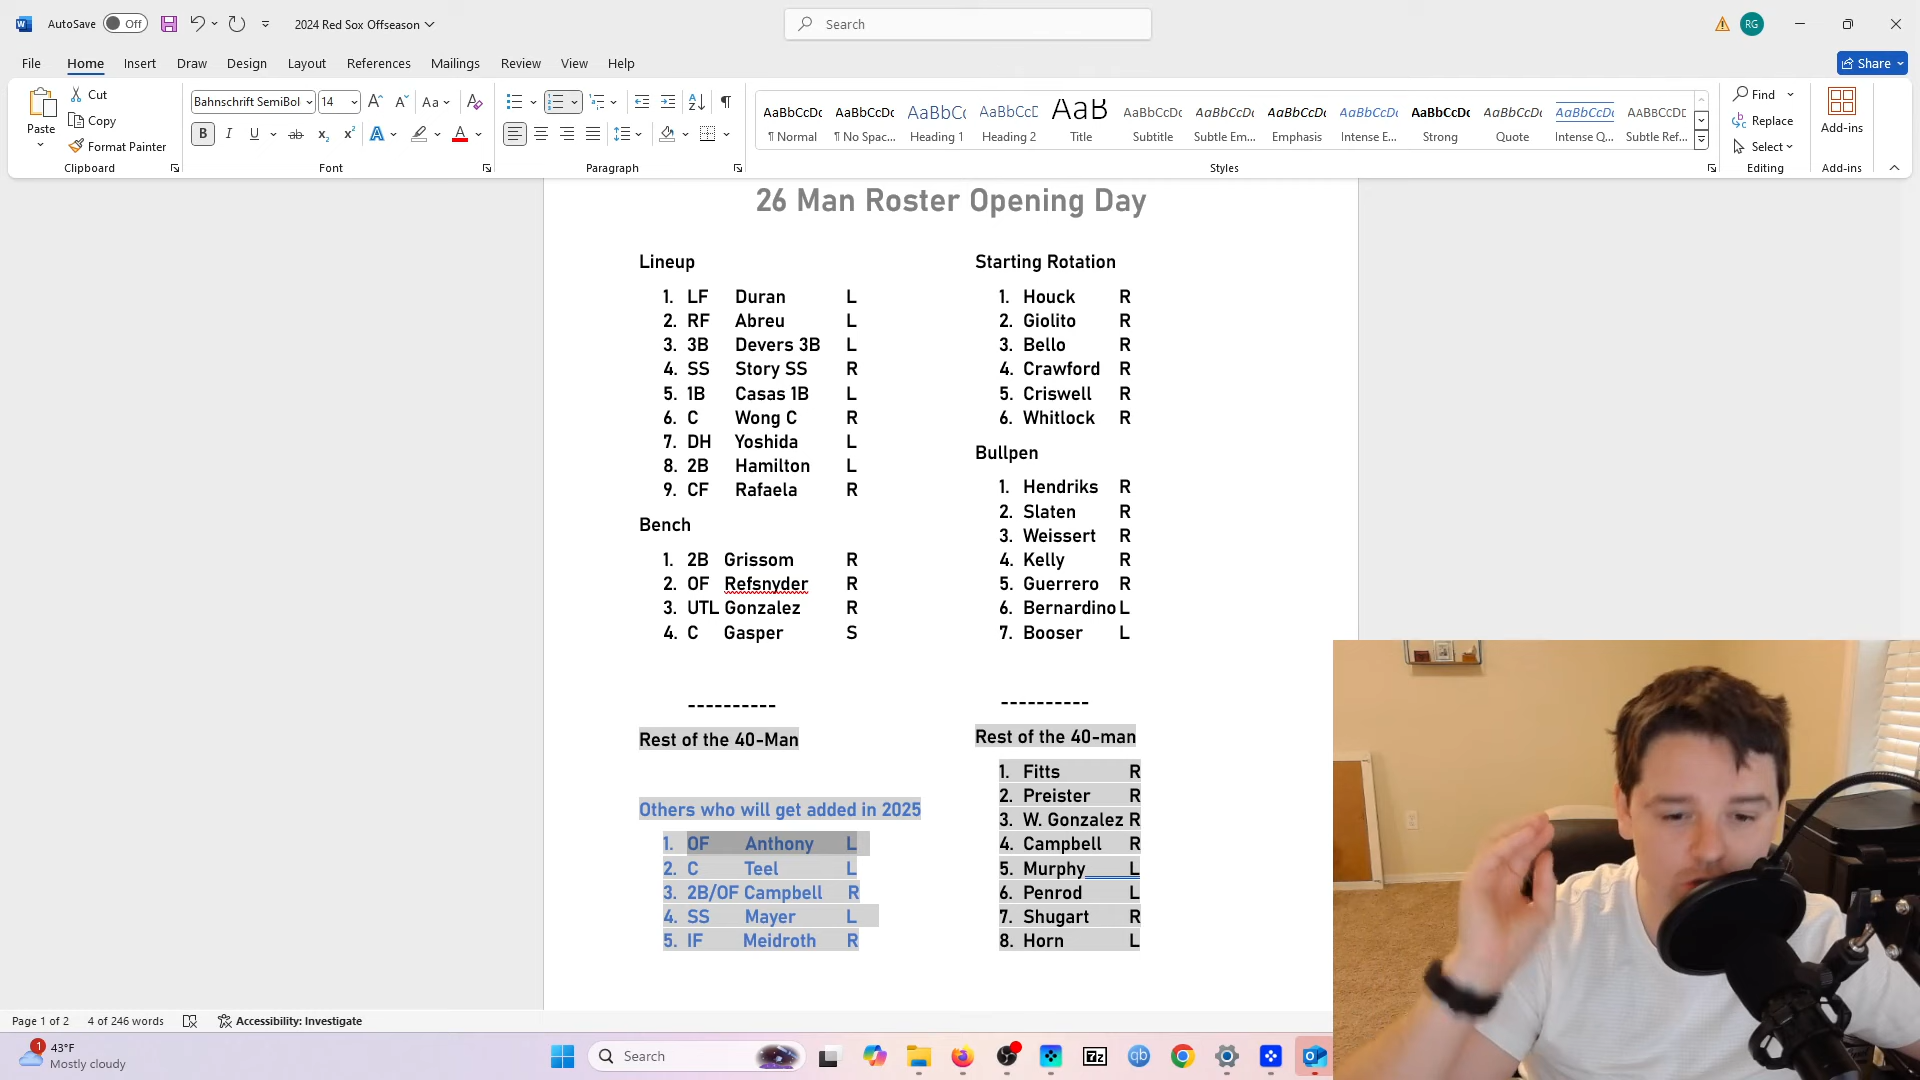 AutoSave Off 2024 Red Sox Offseason Search RG
File Home Insert Draw Design Layout References Mailings Review View Help Share
Paste Cut Copy Format Painter Clipboard
Bahnschrift SemiBol 14 Font
Paragraph
AaBbCcDc AaBbCcDc AaBbC( AaBbCcD AaB AaBbCcDc AaBbCcDc AaBbCcDc AaBbCcDc AaBbCcDc AaBbCcDc AaBbCcDc AABBCCDD
¶ Normal ¶ No Spac... Heading 1 Heading 2 Title Subtitle Subtle Em... Emphasis Intense E... Strong Quote Intense Q... Subtle Ref...
Styles
Find Replace Select Editing
Add-ins Add-ins
26 Man Roster Opening Day
Lineup
1. LF Duran L
2. RF Abreu L
3. 3B Devers 3B L
4. SS Story SS R
5. 1B Casas 1B L
6. C Wong C R
7. DH Yoshida L
8. 2B Hamilton L
9. CF Rafaela R
Bench
1. 2B Grissom R
2. OF Refsnyder R
3. UTL Gonzalez R
4. C Gasper S
----------
Rest of the 40-Man
Others who will get added in 2025
1. OF Anthony L
2. C Teel L
3. 2B/OF Campbell R
4. SS Mayer L
5. IF Meidroth R
Starting Rotation
1. Houck R
2. Giolito R
3. Bello R
4. Crawford R
5. Criswell R
6. Whitlock R
Bullpen
1. Hendriks R
2. Slaten R
3. Weissert R
4. Kelly R
5. Guerrero R
6. Bernardino L
7. Booser L
----------
Rest of the 40-man
1. Fitts R
2. Preister R
3. W. Gonzalez R
4. Campbell R
5. Murphy L
6. Penrod L
7. Shugart R
8. Horn L
Page 1 of 2 4 of 246 words Accessibility: Investigate
1 43°F
Mostly cloudy
Search 7z qb